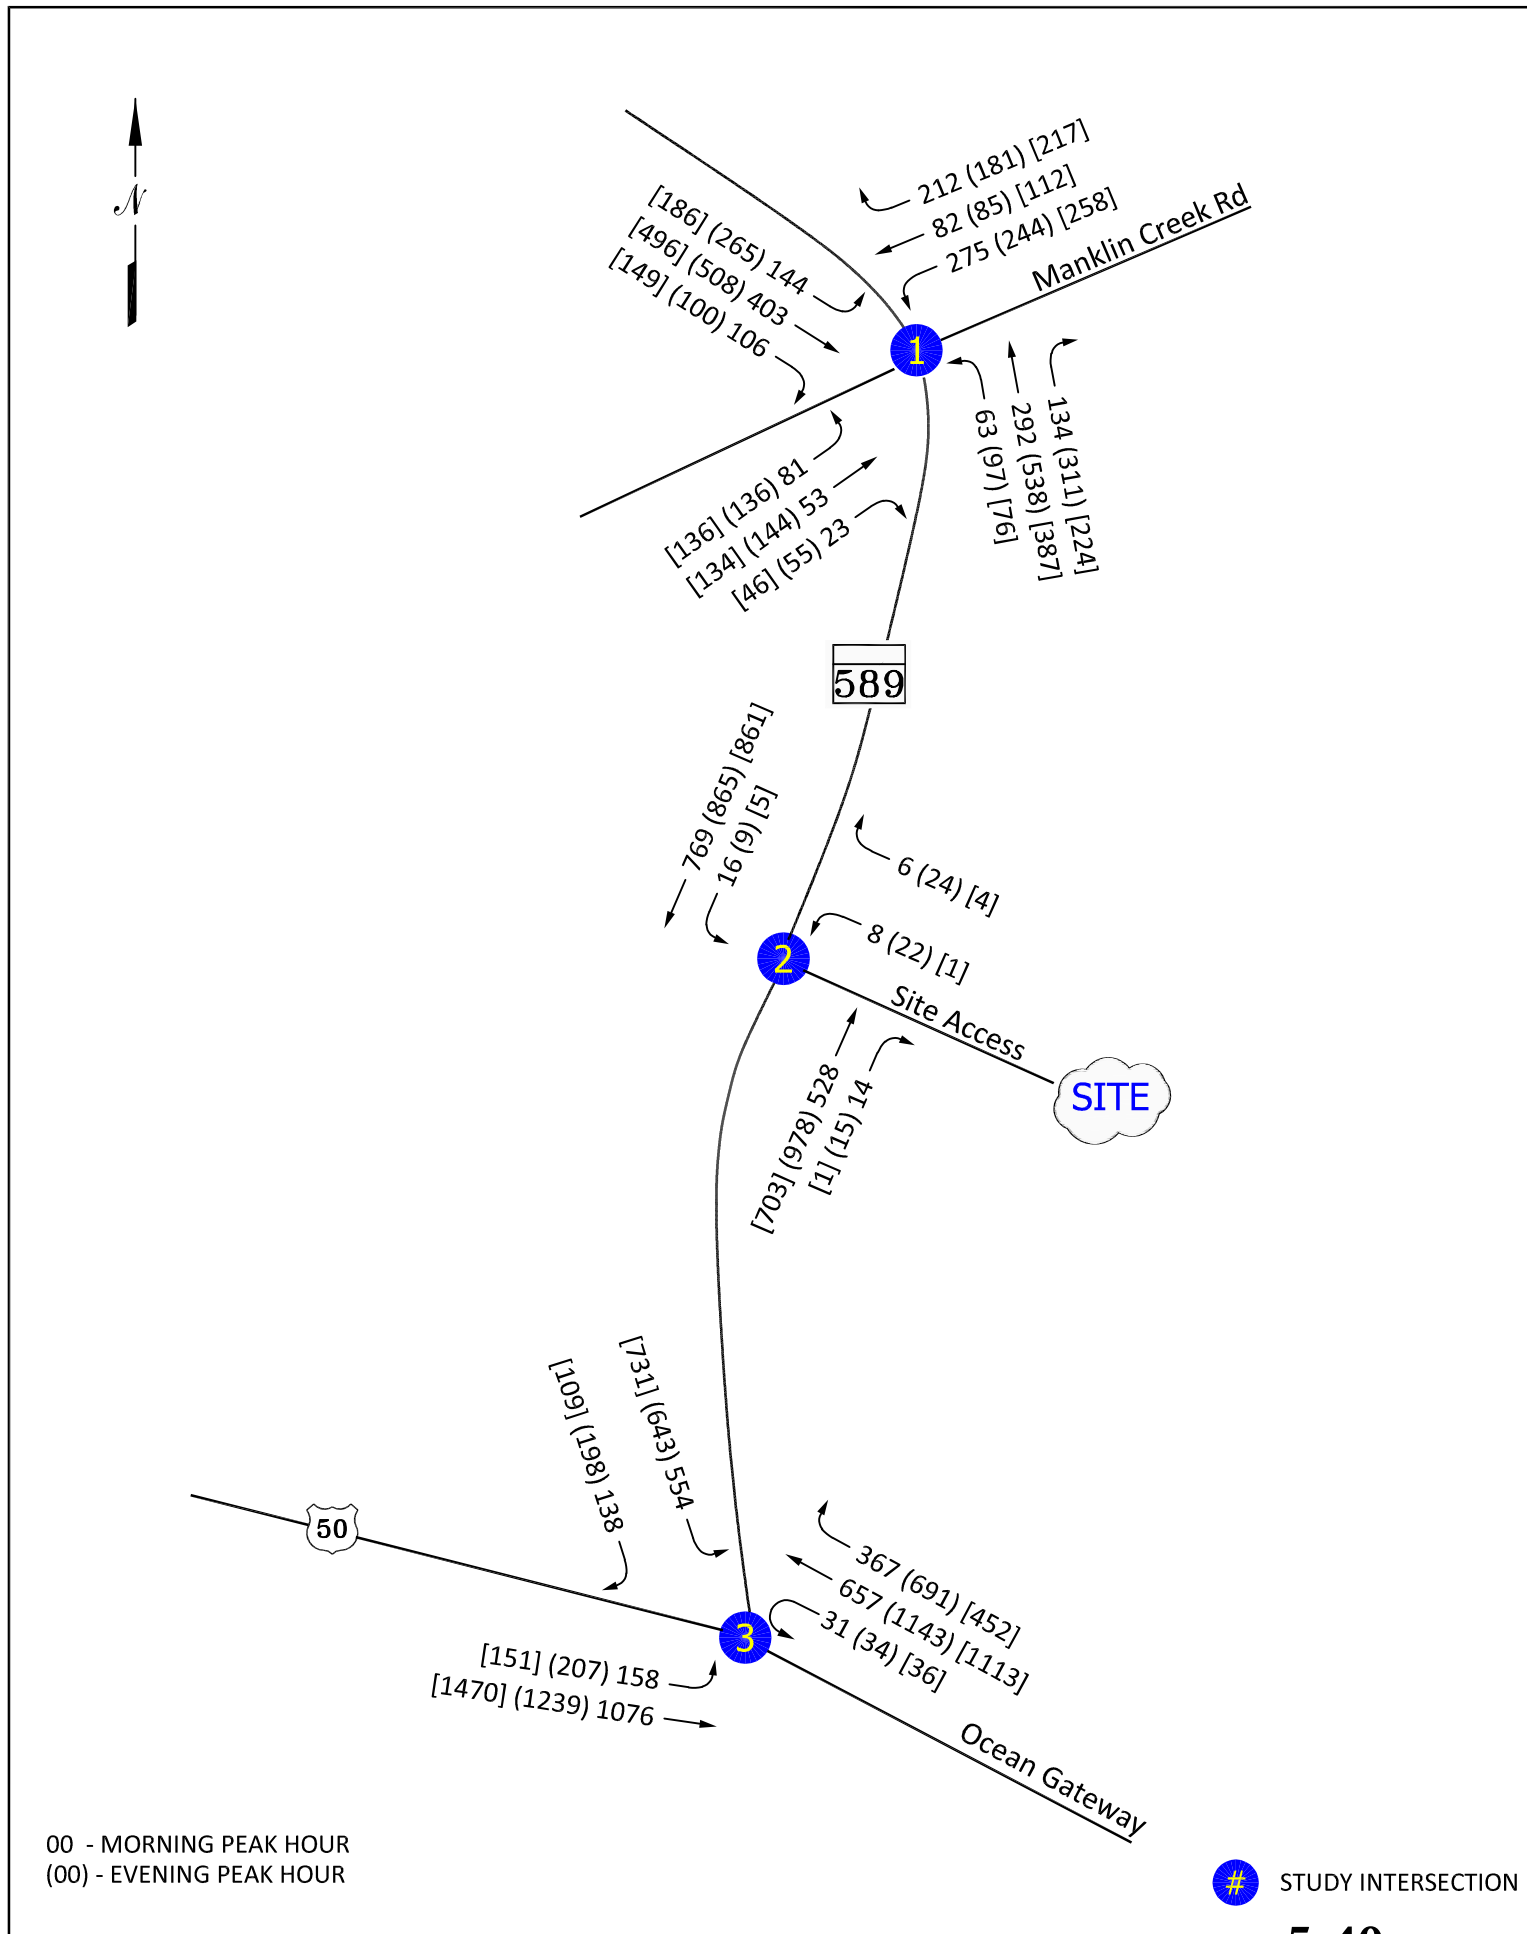 N
212 (181) [217]
82 (85) [112]
275 (244) [258]
Manklin Creek Rd
[186] (265) 144
[496] (508) 403
[149] (100) 106
1
63 (97) [76]
292 (538) [387]
134 (311) [224]
[136] (136) 81
[134] (144) 53
[46] (55) 23
589
769 (865) [861]
16 (9) [5]
6 (24) [4]
8 (22) [1]
2
Site Access
SITE
[703] (978) 528
[1] (15) 14
[109] (198) 138
[731] (643) 554
50
367 (691) [452]
657 (1143) [1113]
31 (34) [36]
3
[151] (207) 158
[1470] (1239) 1076
Ocean Gateway
00 - MORNING PEAK HOUR
(00) - EVENING PEAK HOUR
# STUDY INTERSECTION